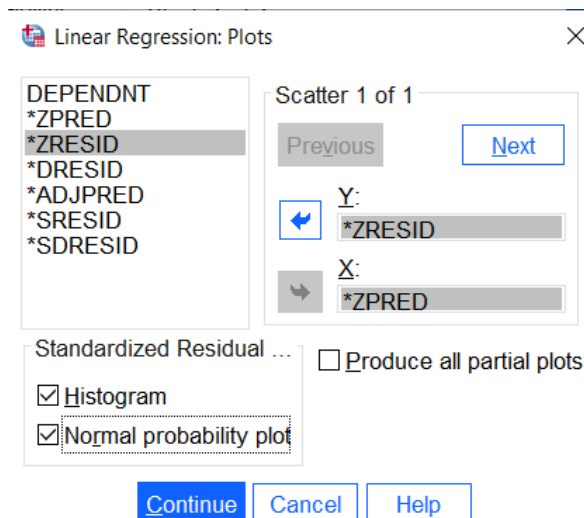 Linear Regression: Plots
DEPENDNT
*ZPRED
*ZRESID
*DRESID
*ADJPRED
*SRESID
*SDRESID
Scatter 1 of 1
Previous
Next
Y:
*ZRESID
X:
*ZPRED
Standardized Residual ...
Histogram
Normal probability plot
Produce all partial plots
Continue
Cancel
Help